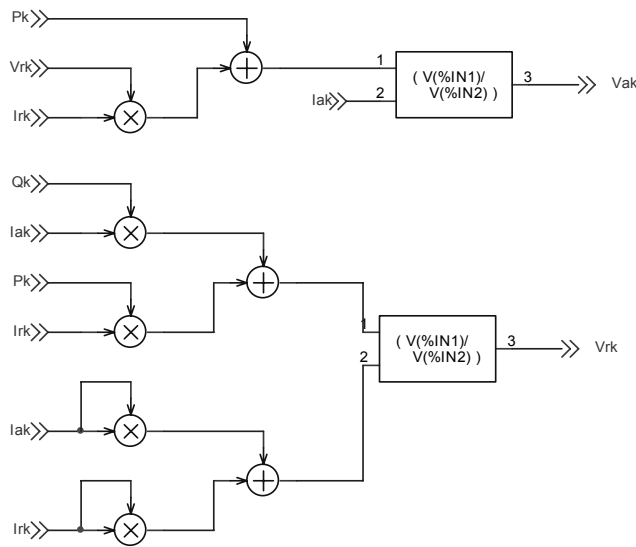 Pk
Vrk
Irk
1
( V(%IN1)/
V(%IN2) )
3
Vak
Iak
2
Qk
Iak
Pk
Irk
1
( V(%IN1)/
V(%IN2) )
3
Vrk
2
Iak
Irk